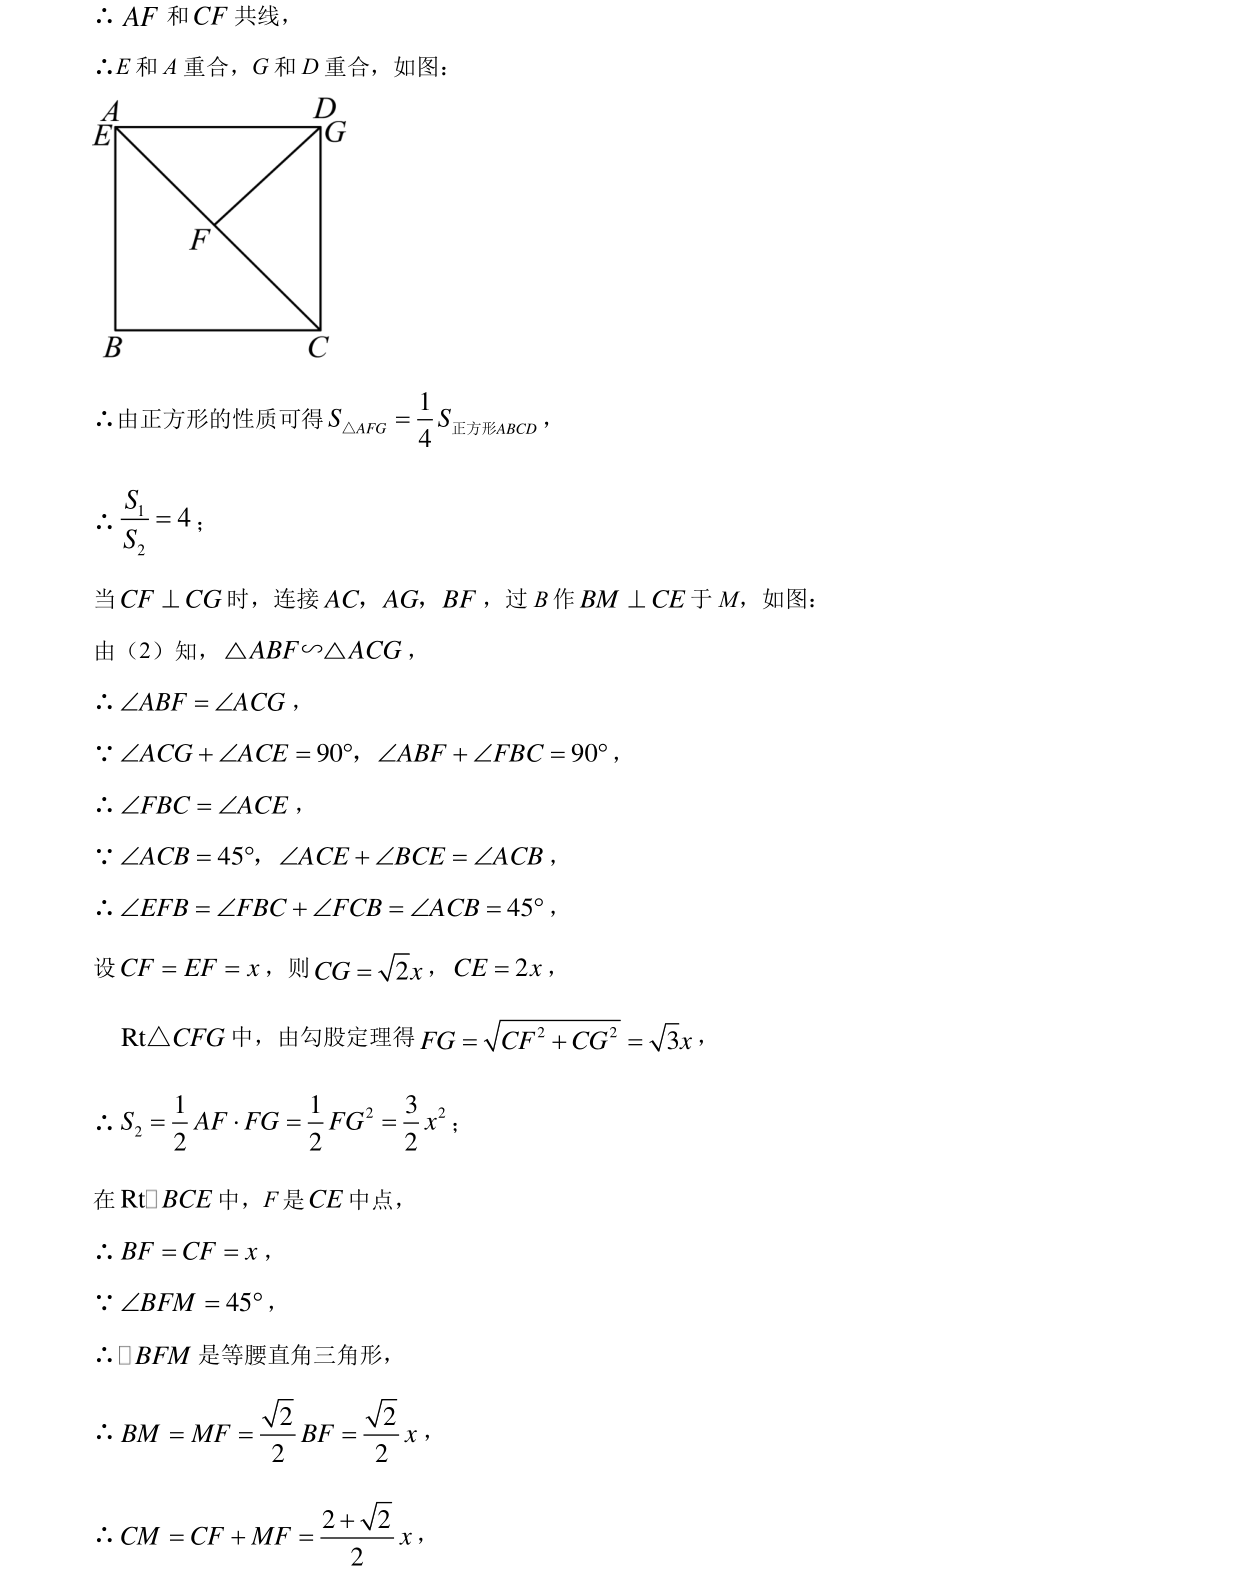 ∴ AF 和 CF 共线，
∴E 和 A 重合，G 和 D 重合，如图：
A D
E G
F
B C
∴由正方形的性质可得 S△AFG = 1/4 S正方形ABCD，
∴ S₁/S₂ = 4；
当 CF ⊥ CG 时，连接 AC，AG，BF，过 B 作 BM ⊥ CE 于 M，如图：
由（2）知，△ABF∽△ACG，
∴ ∠ABF = ∠ACG，
∵ ∠ACG + ∠ACE = 90°，∠ABF + ∠FBC = 90°，
∴ ∠FBC = ∠ACE，
∵ ∠ACB = 45°，∠ACE + ∠BCE = ∠ACB，
∴ ∠EFB = ∠FBC + ∠FCB = ∠ACB = 45°，
设 CF = EF = x，则 CG = √2x，CE = 2x，
Rt△CFG 中，由勾股定理得 FG = √(CF² + CG²) = √3x，
∴ S₂ = 1/2 AF · FG = 1/2 FG² = 3/2 x²；
在 Rt□BCE 中，F 是 CE 中点，
∴ BF = CF = x，
∵ ∠BFM = 45°，
∴ □BFM 是等腰直角三角形，
∴ BM = MF = √2/2 BF = √2/2 x，
∴ CM = CF + MF = (2 + √2)/2 x，